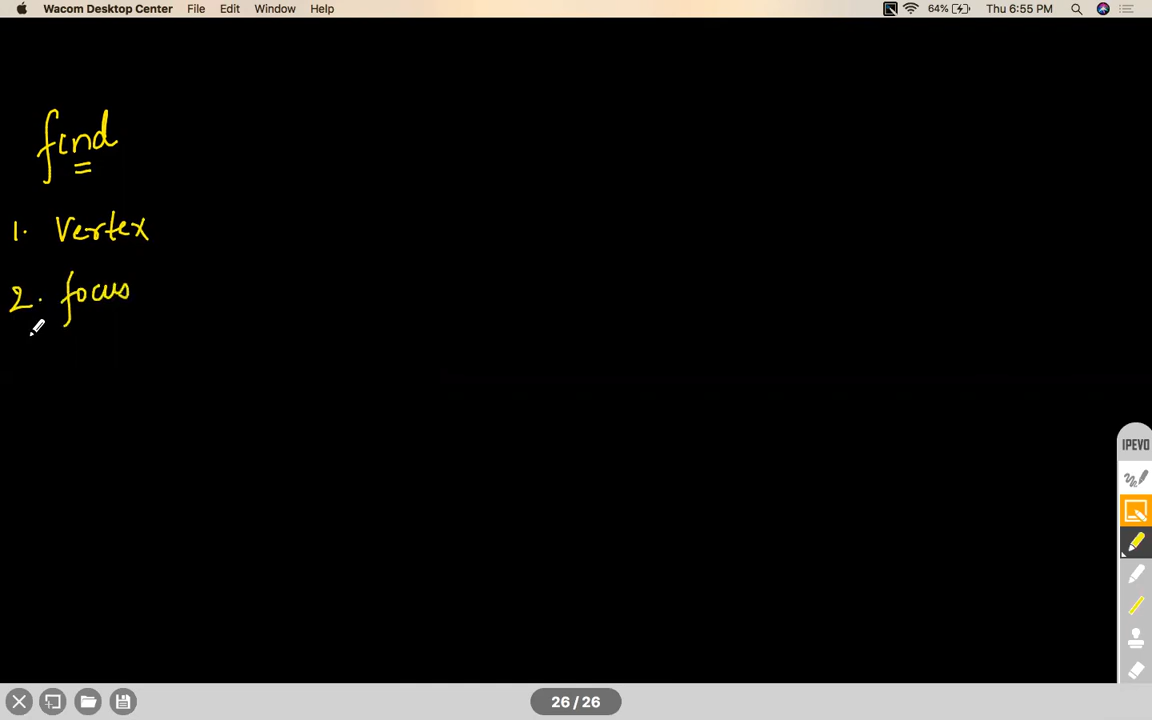 Wacom Desktop Center File Edit Window Help 64% Thu 6:55 PM
find
1. Vertex
2. focus
IPEVO
26 / 26